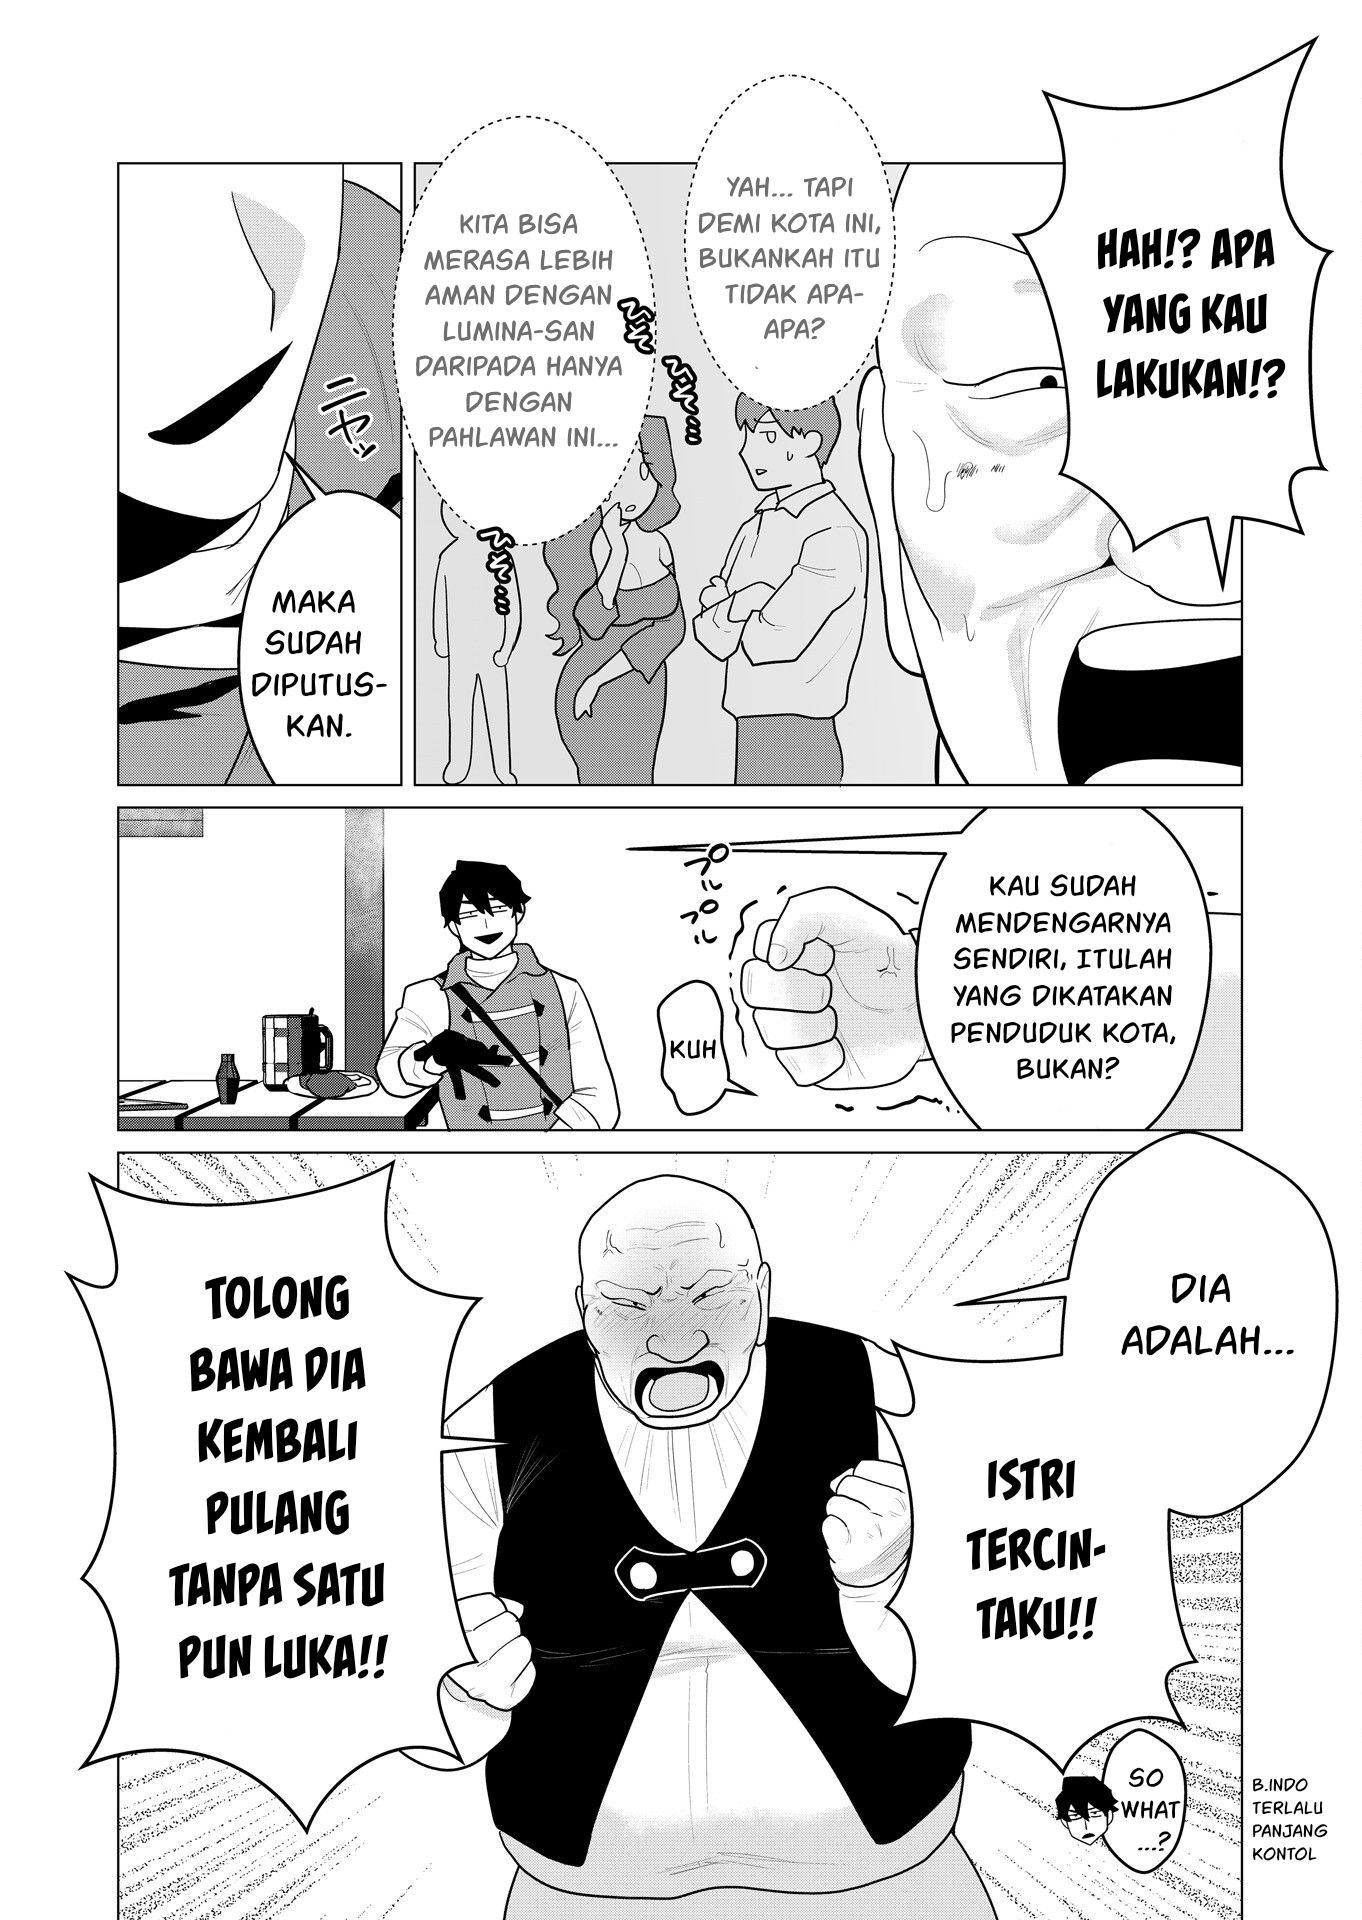 HAH!? APA
YANG KAU
LAKUKAN!?
YAH... TAPI
DEMI KOTA INI,
BUKANKAH ITU
TIDAK APA-
APA?
KITA BISA
MERASA LEBIH
AMAN DENGAN
LUMINA-SAN
DARIPADA HANYA
DENGAN
PAHLAWAN INI...
ニヤッ
MAKA
SUDAH
DIPUTUS-
KAN.
KAU SUDAH
MENDENGARNYA
SENDIRI, ITULAH
YANG DIKATAKAN
PENDUDUK KOTA,
BUKAN?
プルプル
KUH
DIA
ADALAH...
ISTRI
TERCIN-
TAKU!!
TOLONG
BAWA DIA
KEMBALI
PULANG
TANPA SATU
PUN LUKA!!
SO
WHAT
...?
B.INDO
TERLALU
PANJANG
KONTOL